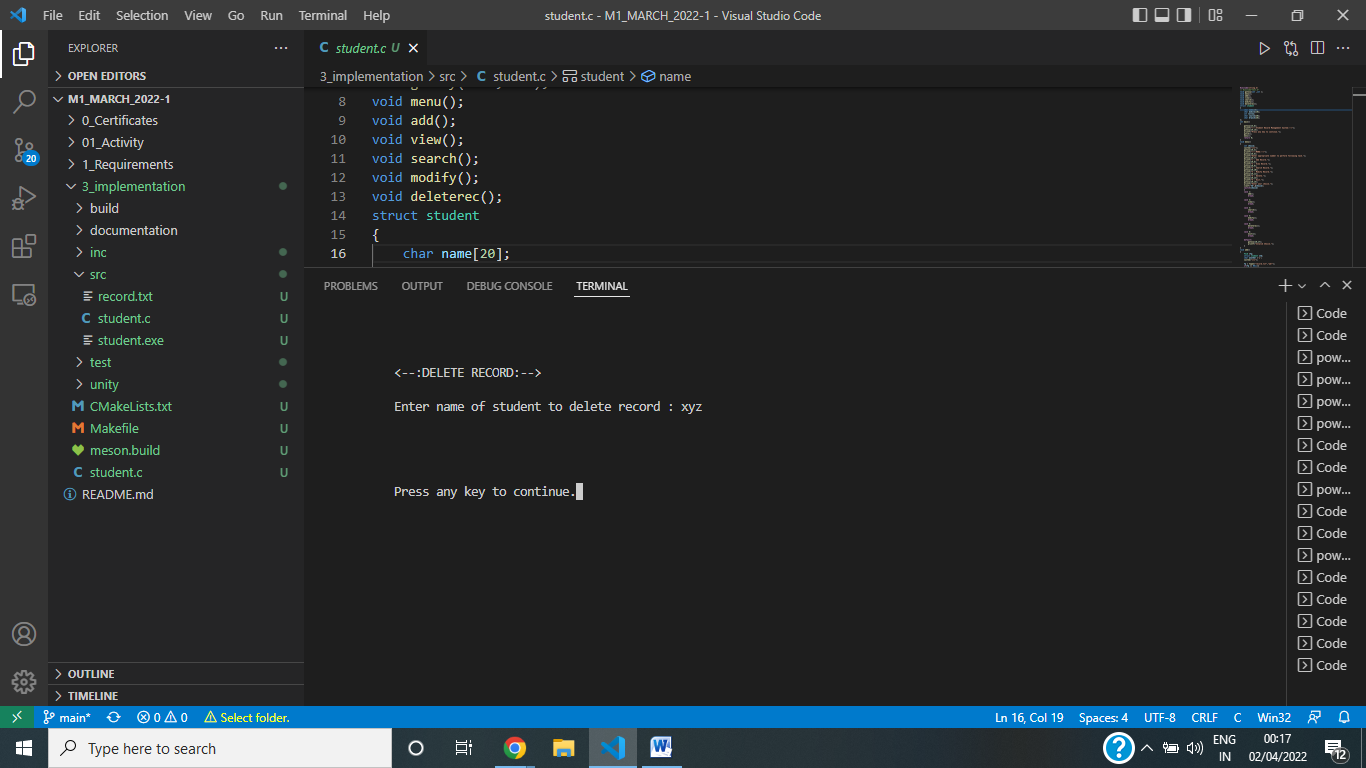 File Edit Selection View Go Run Terminal Help
student.c - M1_MARCH_2022-1 - Visual Studio Code
EXPLORER
OPEN EDITORS
M1_MARCH_2022-1
0_Certificates
01_Activity
1_Requirements
3_implementation
build
documentation
inc
src
record.txt U
student.c U
student.exe U
test
unity
CMakeLists.txt U
Makefile U
meson.build U
student.c U
README.md
OUTLINE
TIMELINE
20
student.c U
3_implementation > src > C student.c > student > name
8 void menu();
9 void add();
10 void view();
11 void search();
12 void modify();
13 void deleterec();
14 struct student
15 {
16 char name[20];
PROBLEMS OUTPUT DEBUG CONSOLE TERMINAL
<--:DELETE RECORD:-->
Enter name of student to delete record : xyz
Press any key to continue.
Code
Code
pow...
pow...
pow...
pow...
Code
Code
pow...
Code
Code
pow...
Code
Code
Code
Code
Code
main* 0 0 Select folder. Ln 16, Col 19 Spaces: 4 UTF-8 CRLF C Win32
Type here to search
ENG
IN
00:17
02/04/2022
12